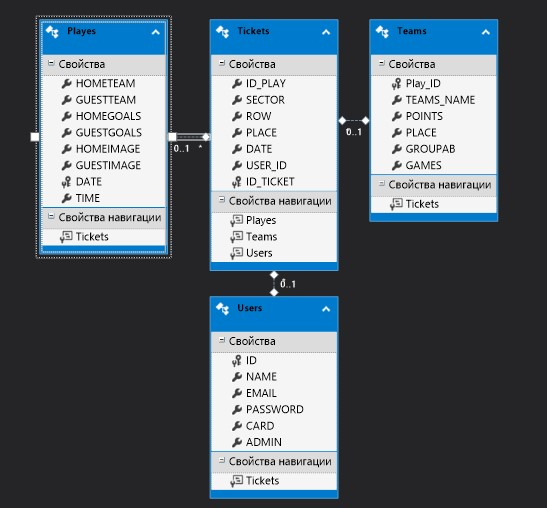 Playes
Свойства
HOMETEAM
GUESTTEAM
HOMEGOALS
GUESTGOALS
HOMEIMAGE
GUESTIMAGE
DATE
TIME
Свойства навигации
Tickets
0..1 *
Tickets
Свойства
ID_PLAY
SECTOR
ROW
PLACE
DATE
USER_ID
ID_TICKET
Свойства навигации
Playes
Teams
Users
0..1
Teams
Свойства
Play_ID
TEAMS_NAME
POINTS
PLACE
GROUPAB
GAMES
Свойства навигации
Tickets
0..1
Users
Свойства
ID
NAME
EMAIL
PASSWORD
CARD
ADMIN
Свойства навигации
Tickets